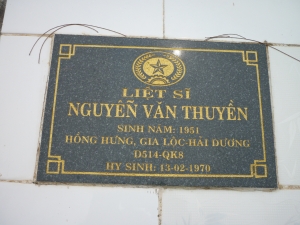 LIỆT SĨ
NGUYỄN VĂN THUYẾN
SINH NĂM: 1951
HỒNG HƯNG, GIA LỘC-HẢI DƯƠNG
D514-QK8
HY SINH: 13-02-1970